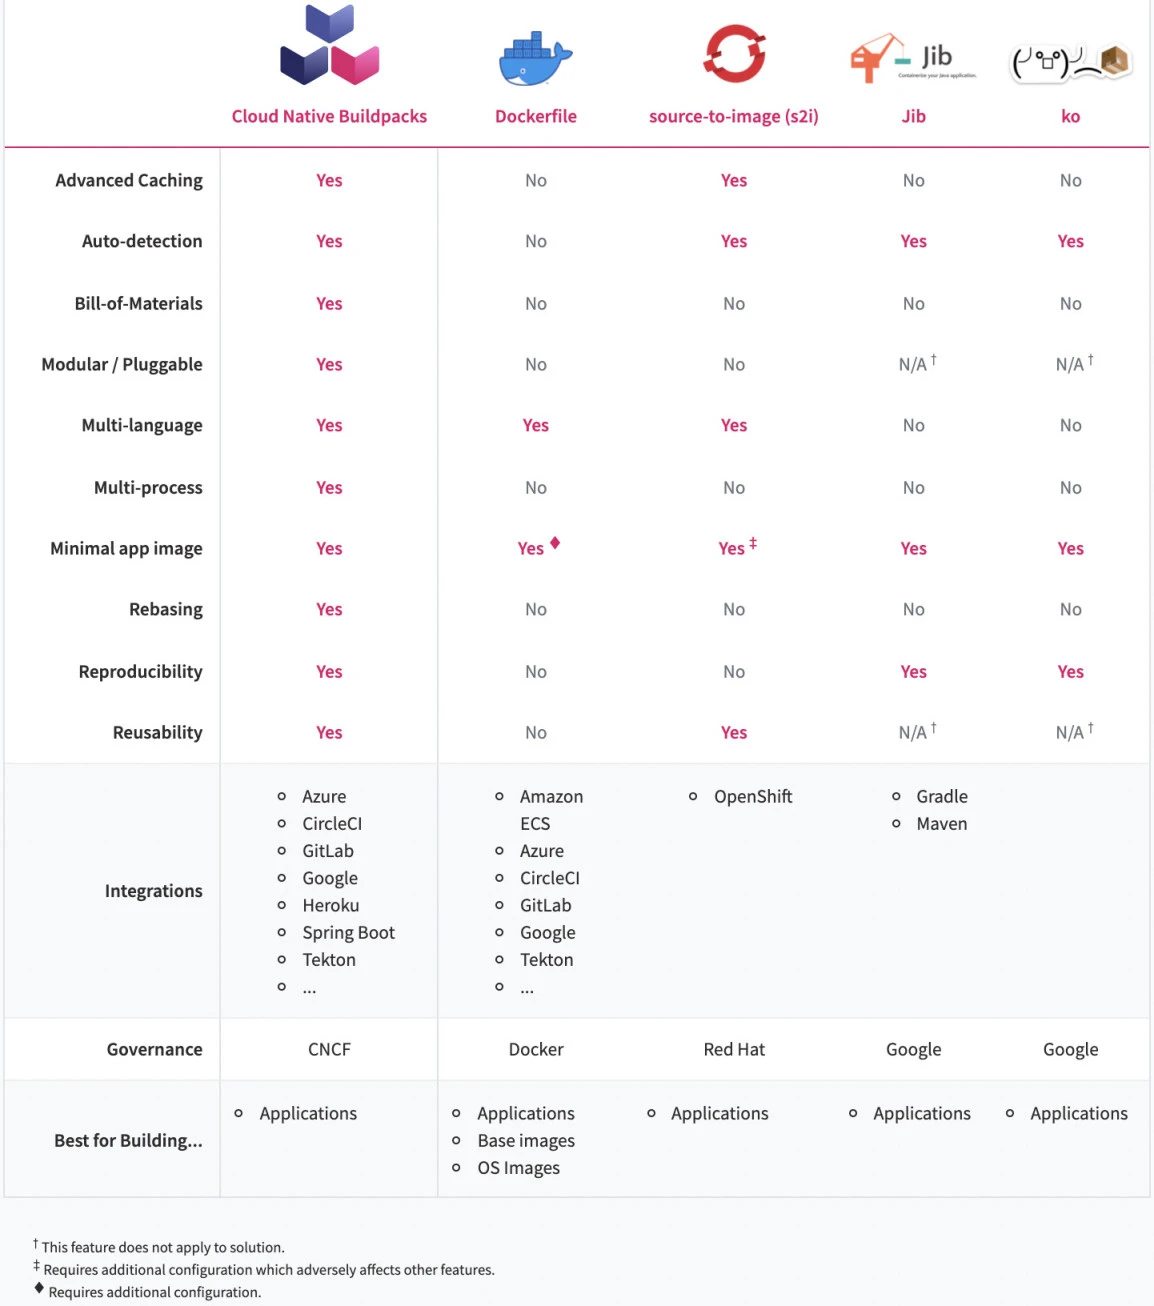 Jib
Containerize your Java application.
Cloud Native Buildpacks Dockerfile source-to-image (s2i) Jib ko
Advanced Caching Yes No Yes No No
Auto-detection Yes No Yes Yes Yes
Bill-of-Materials Yes No No No No
Modular / Pluggable Yes No No N/A † N/A †
Multi-language Yes Yes Yes No No
Multi-process Yes No No No No
Minimal app image Yes Yes ♦ Yes ‡ Yes Yes
Rebasing Yes No No No No
Reproducibility Yes No No Yes Yes
Reusability Yes No Yes N/A † N/A †
Integrations
Azure
CircleCI
GitLab
Google
Heroku
Spring Boot
Tekton
...
Amazon
ECS
Azure
CircleCI
GitLab
Google
Tekton
...
OpenShift
Gradle
Maven
Governance CNCF Docker Red Hat Google Google
Best for Building...
Applications
Applications
Base images
OS Images
Applications
Applications
Applications
† This feature does not apply to solution.
‡ Requires additional configuration which adversely affects other features.
♦ Requires additional configuration.